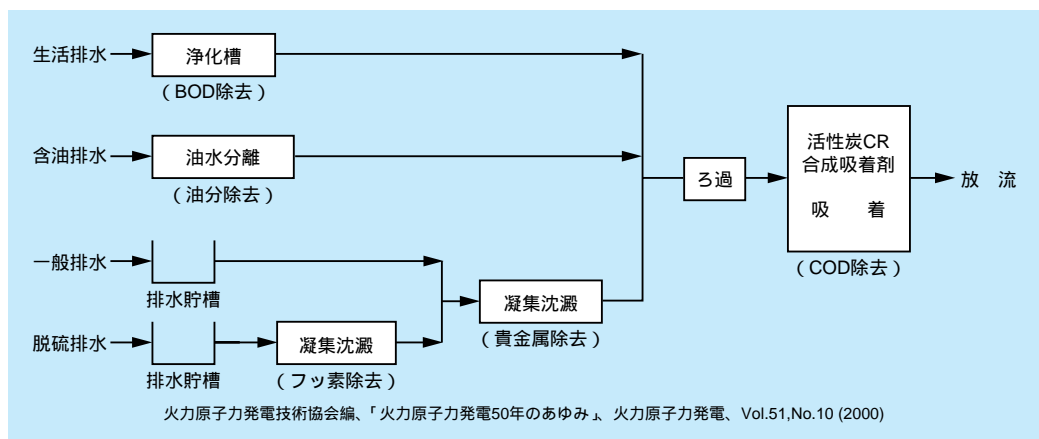 生活排水
浄化槽
(BOD除去)
含油排水
油水分離
(油分除去)
ろ過
活性炭CR
合成吸着剤
吸 着
(COD除去)
放 流
一般排水
排水貯槽
凝集沈澱
(貴金属除去)
脱硫排水
排水貯槽
凝集沈澱
(フッ素除去)
火力原子力発電技術協会編、「火力原子力発電50年のあゆみ」、火力原子力発電、Vol.51,No.10 (2000)